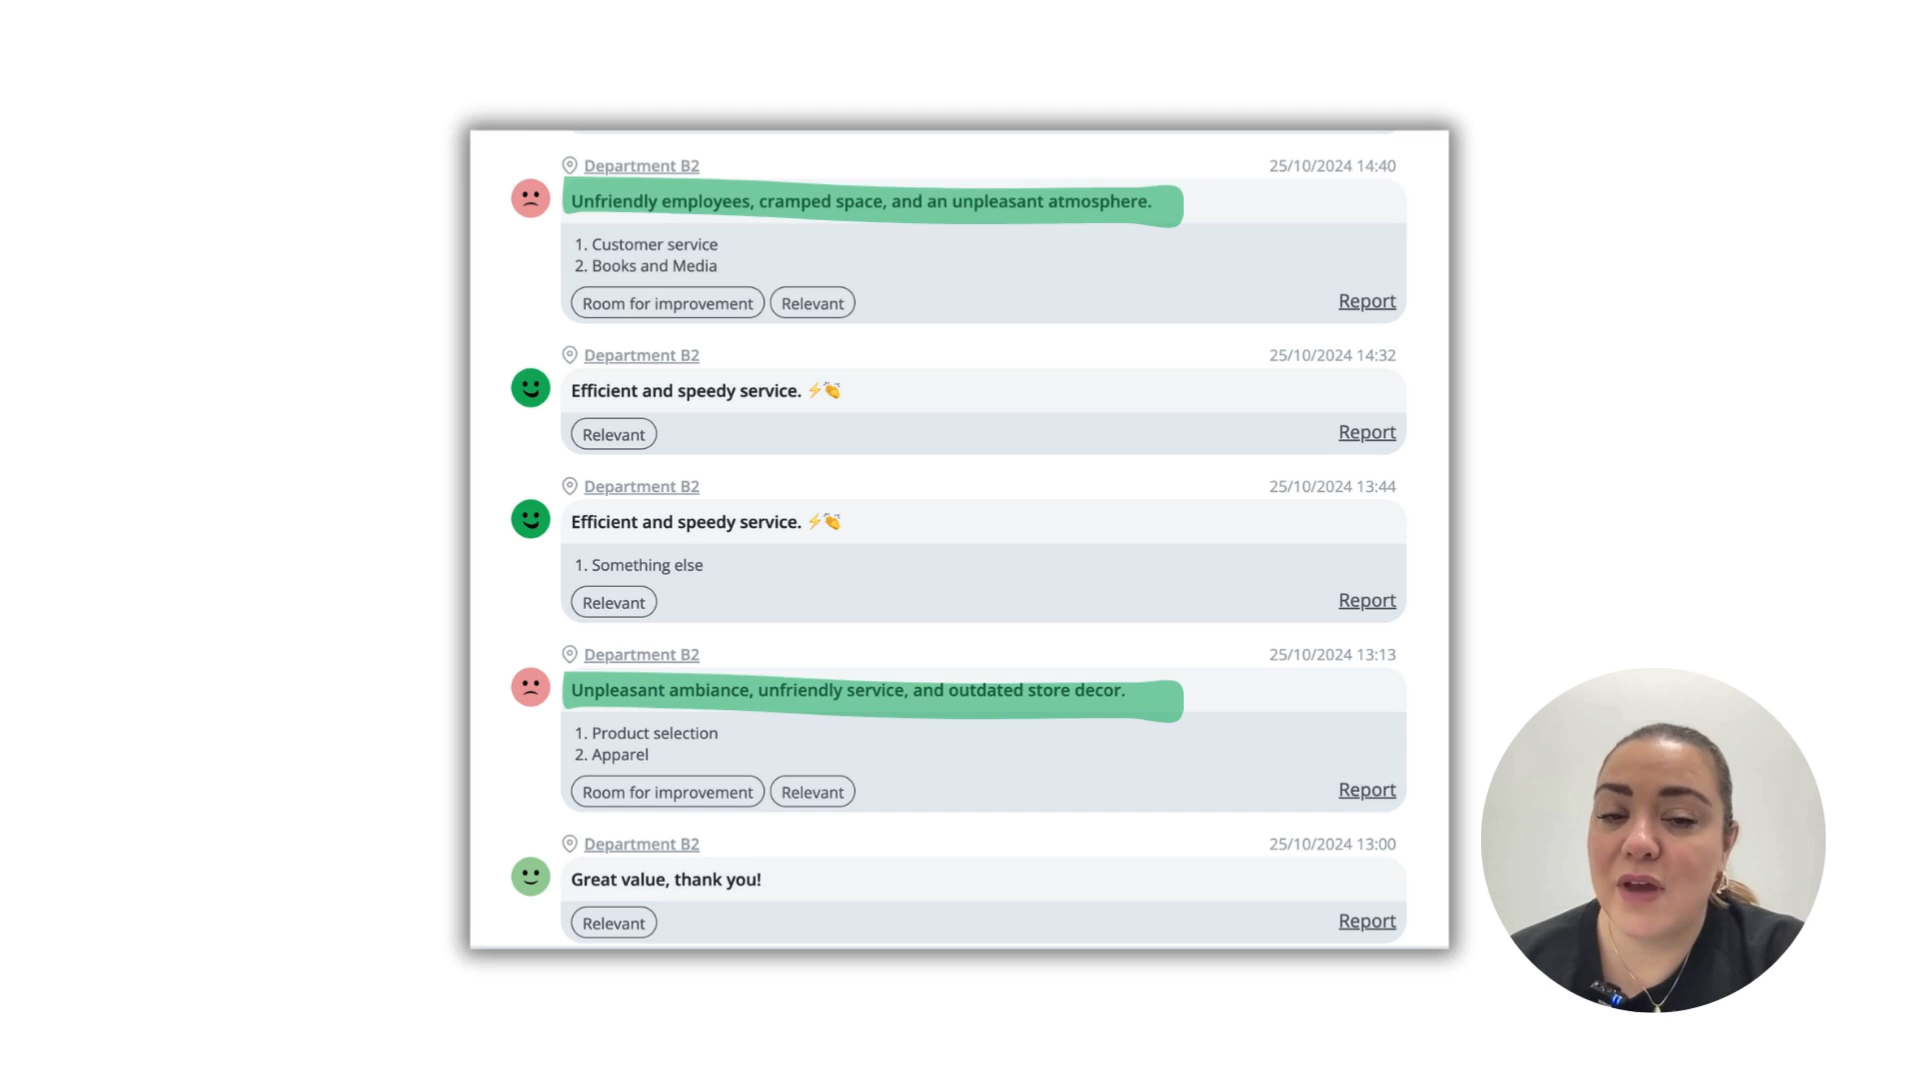 Department B2
25/10/2024 14:40
Unfriendly employees, cramped space, and an unpleasant atmosphere.
1. Customer service
2. Books and Media
Room for improvement
Relevant
Report
Department B2
25/10/2024 14:32
Efficient and speedy service. ⚡👏
Relevant
Report
Department B2
25/10/2024 13:44
Efficient and speedy service. ⚡👏
1. Something else
Relevant
Report
Department B2
25/10/2024 13:13
Unpleasant ambiance, unfriendly service, and outdated store decor.
1. Product selection
2. Apparel
Room for improvement
Relevant
Report
Department B2
25/10/2024 13:00
Great value, thank you!
Relevant
Report